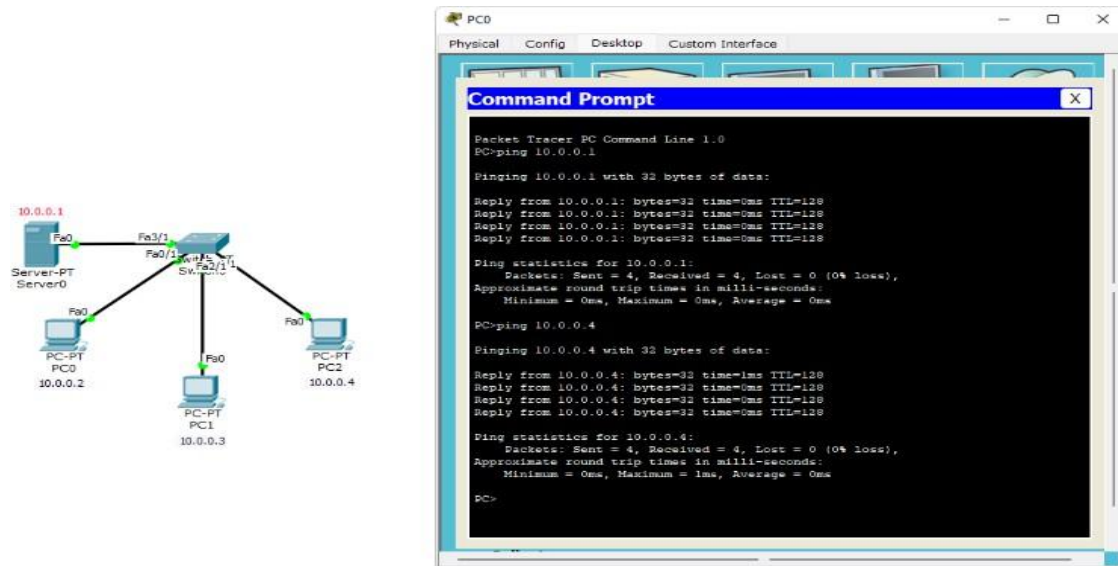 10.0.0.1
Fa0
Fa3/1
Fa0/1
Fa2/1
Server-PT
Server0
Fa0
PC-PT
PC0
10.0.0.2
Fa0
PC-PT
PC1
10.0.0.3
Fa0
PC-PT
PC2
10.0.0.4
PC0
Physical Config Desktop Custom Interface
Command Prompt
X
Packet Tracer PC Command Line 1.0
PC>ping 10.0.0.1
Pinging 10.0.0.1 with 32 bytes of data:
Reply from 10.0.0.1: bytes=32 time=0ms TTL=128
Reply from 10.0.0.1: bytes=32 time=0ms TTL=128
Reply from 10.0.0.1: bytes=32 time=0ms TTL=128
Reply from 10.0.0.1: bytes=32 time=0ms TTL=128
Ping statistics for 10.0.0.1:
Packets: Sent = 4, Received = 4, Lost = 0 (0% loss),
Approximate round trip times in milli-seconds:
Minimum = 0ms, Maximum = 0ms, Average = 0ms
PC>ping 10.0.0.4
Pinging 10.0.0.4 with 32 bytes of data:
Reply from 10.0.0.4: bytes=32 time=1ms TTL=128
Reply from 10.0.0.4: bytes=32 time=0ms TTL=128
Reply from 10.0.0.4: bytes=32 time=0ms TTL=128
Reply from 10.0.0.4: bytes=32 time=0ms TTL=128
Ping statistics for 10.0.0.4:
Packets: Sent = 4, Received = 4, Lost = 0 (0% loss),
Approximate round trip times in milli-seconds:
Minimum = 0ms, Maximum = 1ms, Average = 0ms
PC>